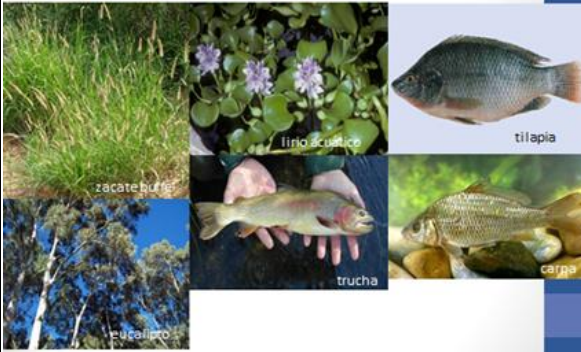 zacate buffel
lirio acuático
tilapia
trucha
carpa
eucalipto